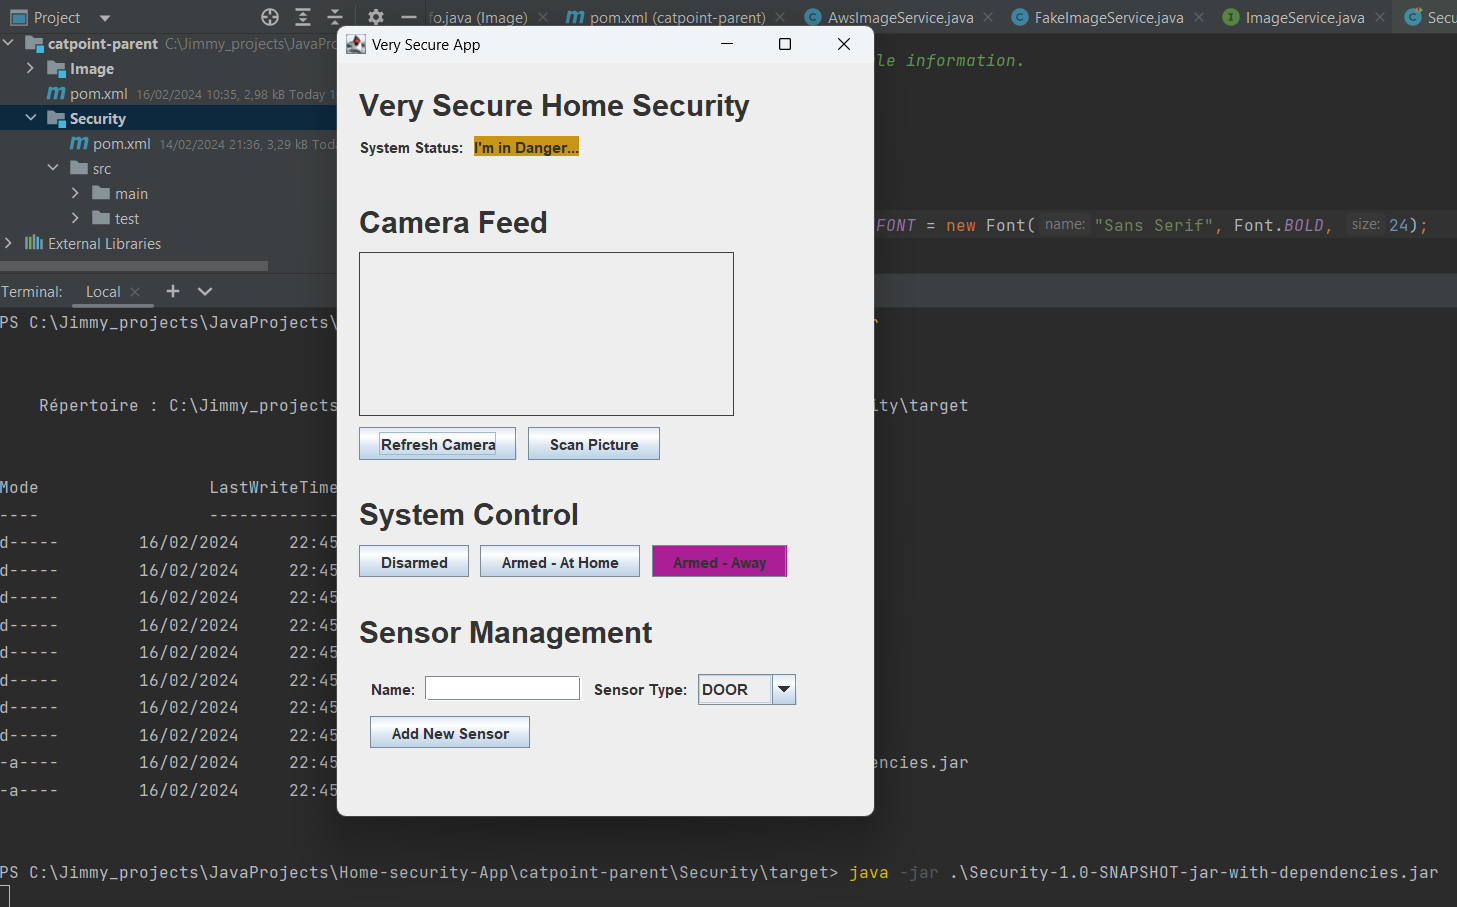 Project
fo.java (Image)
pom.xml (catpoint-parent)
AwsImageService.java
FakeImageService.java
ImageService.java
catpoint-parent C:\Jimmy_projects\JavaPro
Image
pom.xml 16/02/2024 10:35, 2,98 kB Today 1
Security
pom.xml 14/02/2024 21:36, 3,29 kB Toda
src
main
test
External Libraries
Very Secure App
Very Secure Home Security
System Status: I'm in Danger...
Camera Feed
Refresh Camera Scan Picture
System Control
Disarmed Armed - At Home Armed - Away
Sensor Management
Name: Sensor Type: DOOR
Add New Sensor
le information.
FONT = new Font( name: "Sans Serif", Font.BOLD, size: 24);
Terminal: Local
PS C:\Jimmy_projects\JavaProjects\
Répertoire : C:\Jimmy_projects ity\target
Mode LastWriteTime
---- -------------
d----- 16/02/2024 22:45
d----- 16/02/2024 22:45
d----- 16/02/2024 22:45
d----- 16/02/2024 22:45
d----- 16/02/2024 22:45
d----- 16/02/2024 22:45
d----- 16/02/2024 22:45
d----- 16/02/2024 22:45
-a---- 16/02/2024 22:45 encies.jar
-a---- 16/02/2024 22:45
PS C:\Jimmy_projects\JavaProjects\Home-security-App\catpoint-parent\Security\target> java -jar .\Security-1.0-SNAPSHOT-jar-with-dependencies.jar